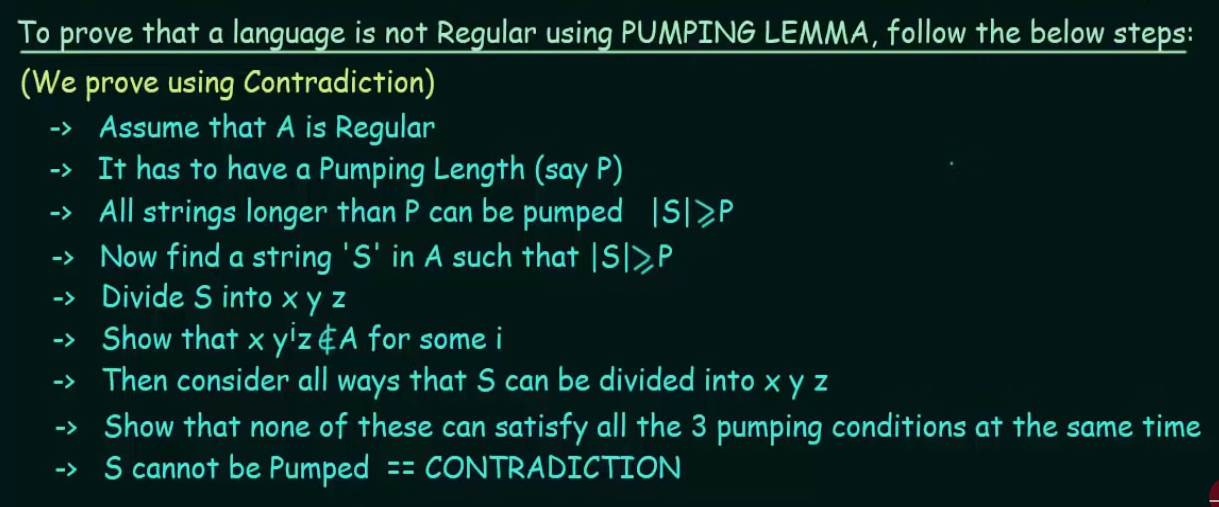 To prove that a language is not Regular using PUMPING LEMMA, follow the below steps:
(We prove using Contradiction)
-> Assume that A is Regular
-> It has to have a Pumping Length (say P)
-> All strings longer than P can be pumped |S|⩾P
-> Now find a string 'S' in A such that |S|⩾P
-> Divide S into x y z
-> Show that x yⁱz ∉A for some i
-> Then consider all ways that S can be divided into x y z
-> Show that none of these can satisfy all the 3 pumping conditions at the same time
-> S cannot be Pumped == CONTRADICTION